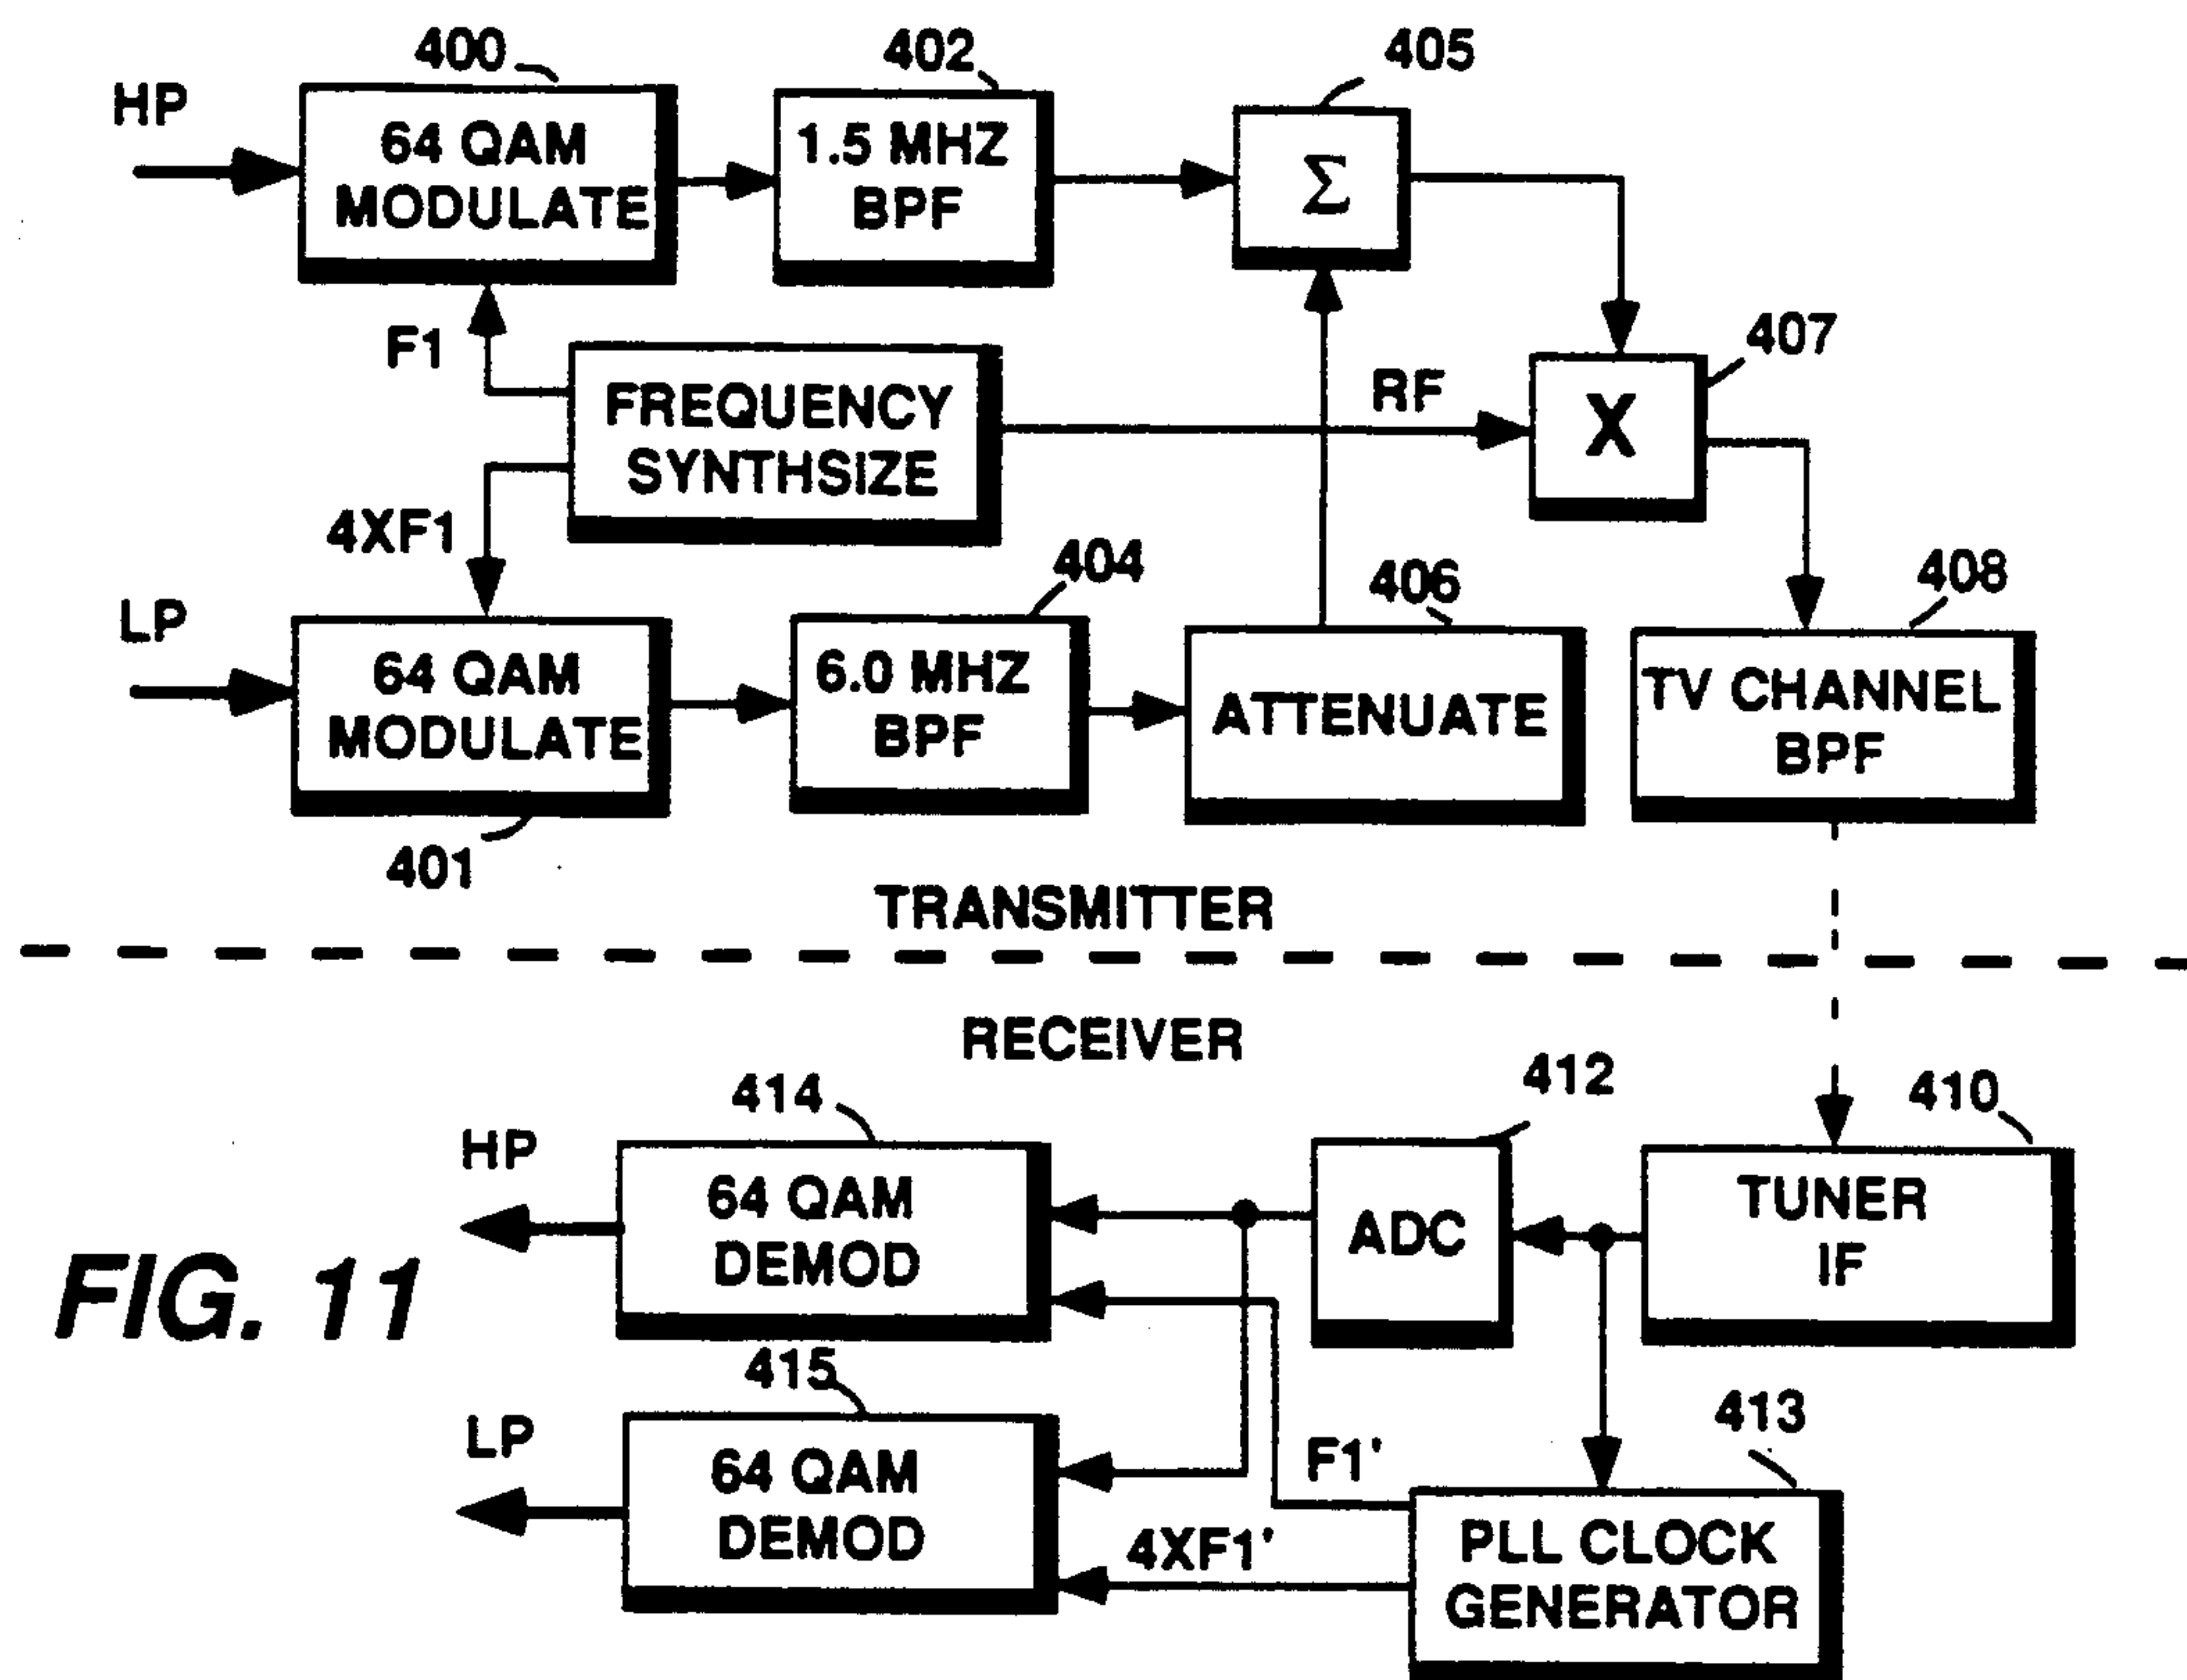 400
402
405
HP
64 QAM
MODULATE
1.5 MHZ
BPF
Σ
F1
FREQUENCY
SYNTHSIZE
RF
407
X
4XF1
404
406
408
LP
64 QAM
MODULATE
6.0 MHZ
BPF
ATTENUATE
TV CHANNEL
BPF
401
TRANSMITTER
RECEIVER
414
412
410
HP
64 QAM
DEMOD
ADC
TUNER
IF
FIG. 11
415
413
LP
64 QAM
DEMOD
F1'
4XF1'
PLL CLOCK
GENERATOR